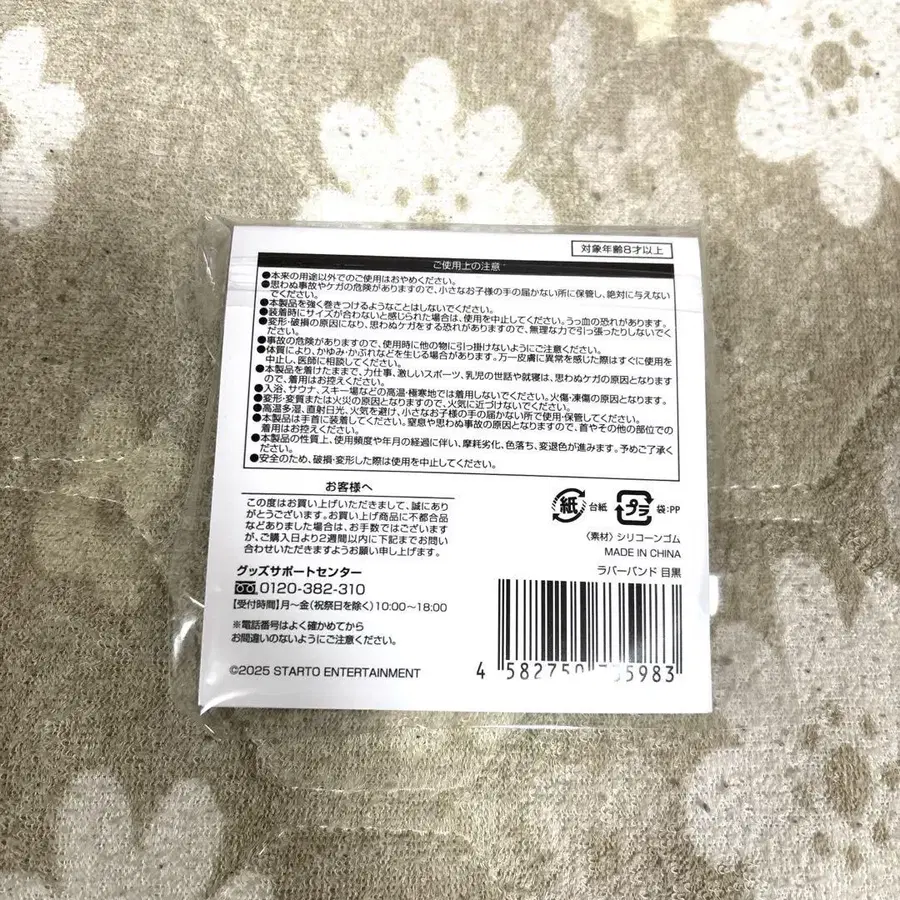 対象年齢8才以上
ご使用上の注意
●本来の用途以外でのご使用はおやめください。
●思わぬ事故やケガの危険がありますので、小さなお子様の手の届かない所に保管し、絶対に与えない
でください。
●本製品を強く巻きつけるようなことはしないでください。
●装着時にサイズが合わないと感じられた場合は、使用を中止してください。うっ血の恐れがあります。
●変形・破損の原因になり、思わぬケガをする恐れがありますので、無理な力で引っ張ったりしないでく
ださい。
●事故の危険がありますので、使用時に他の物に引っ掛けないようにご注意ください。
●体質により、かゆみ・かぶれなどを生じる場合があります。万一皮膚に異常を感じた際はすぐに使用を
中止し、医師に相談してください。
●本製品を着けたままで、力仕事、激しいスポーツ、乳児の世話や就寝は、思わぬケガの原因となります
ので、着用はお控えください。
●入浴、サウナ、スキー場などの高温・極寒地では着用しないでください。火傷・凍傷の原因となります。
●変形・変質または火災の原因となりますので、火気に近づけないでください。
●高温多湿、直射日光、火気を避け、小さなお子様の手の届かない所で使用・保管してください。
●本製品は手首に装着してください。窒息や思わぬ事故の原因となりますので、首やその他の部位での
着用はお控えください。
●本製品の性質上、使用頻度や年月の経過に伴い、摩耗劣化、色落ち、変退色が進みます。予めご了承く
ださい。
●安全のため、破損・変形した際は使用を中止してください。
お客様へ
この度はお買い上げいただきまして、誠にあり
がとうございます。お買い上げ商品に不都合品
などありました場合は、お手数ではございます
が、ご購入日より2週間以内に下記までお問い
合わせいただきますようお願い申し上げます。
グッズサポートセンター
0120-382-310
【受付時間】月〜金(祝祭日を除く)10:00〜18:00
※電話番号はよく確かめてから
お間違いのないようにご注意ください。
©2025 STARTO ENTERTAINMENT
紙 台紙 プラ 袋:PP
〈素材〉シリコーンゴム
MADE IN CHINA
ラバーバンド 目黒
4 582750 735983